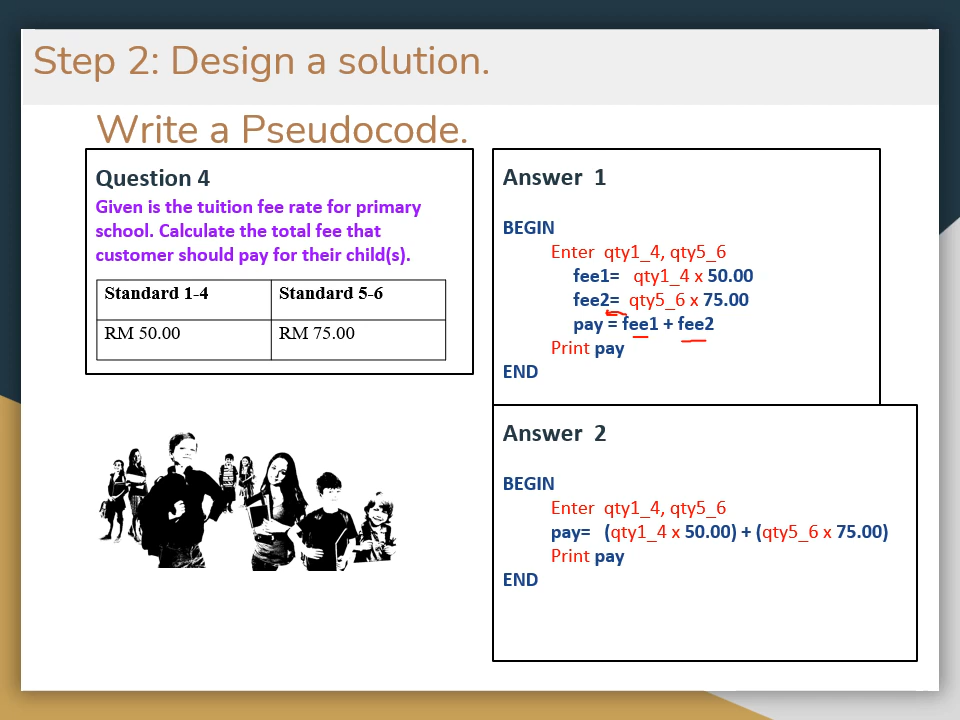 Step 2: Design a solution.
Write a Pseudocode.
Question 4
Given is the tuition fee rate for primary
school. Calculate the total fee that
customer should pay for their child(s).
Standard 1-4 Standard 5-6
RM 50.00 RM 75.00
Answer 1
BEGIN
Enter qty1_4, qty5_6
fee1= qty1_4 x 50.00
fee2= qty5_6 x 75.00
pay = fee1 + fee2
Print pay
END
Answer 2
BEGIN
Enter qty1_4, qty5_6
pay= (qty1_4 x 50.00) + (qty5_6 x 75.00)
Print pay
END